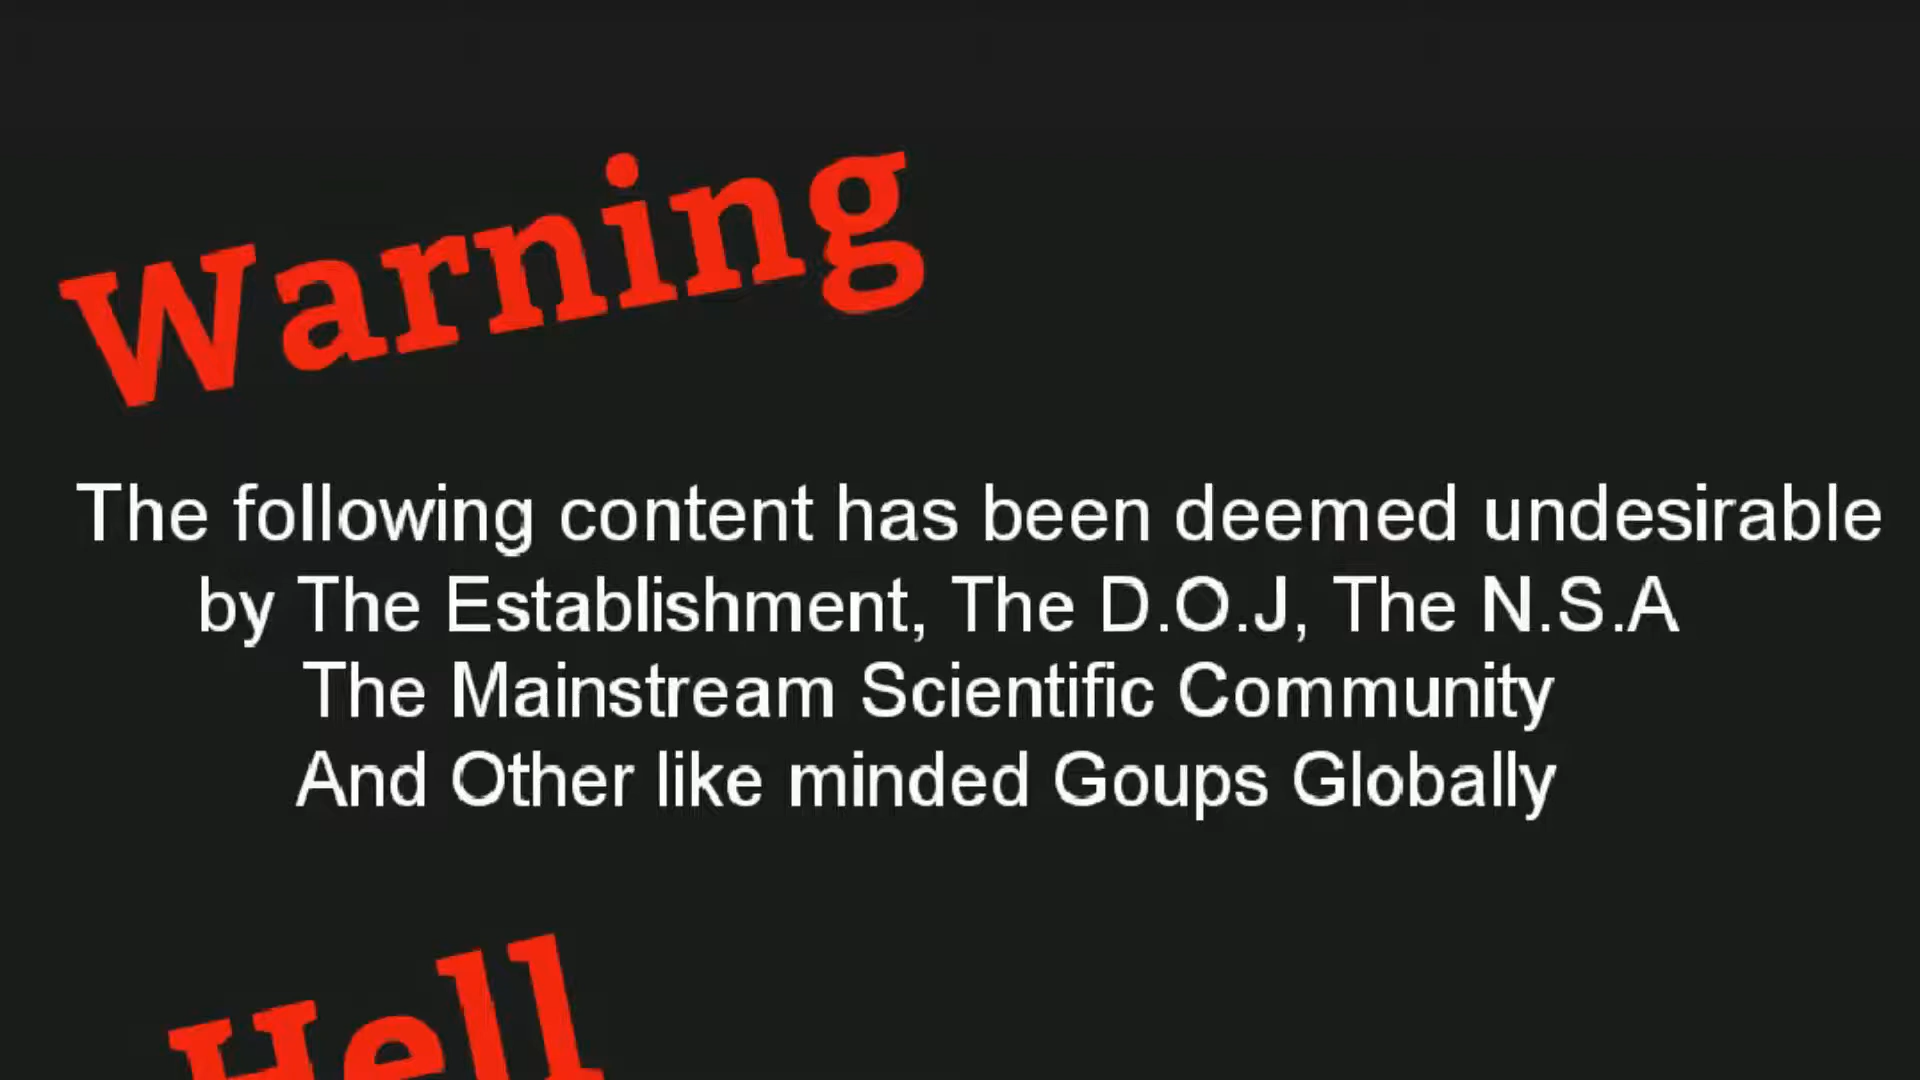 Warning
The following content has been deemed undesirable
by The Establishment, The D.O.J, The N.S.A
The Mainstream Scientific Community
And Other like minded Goups Globally
Hell